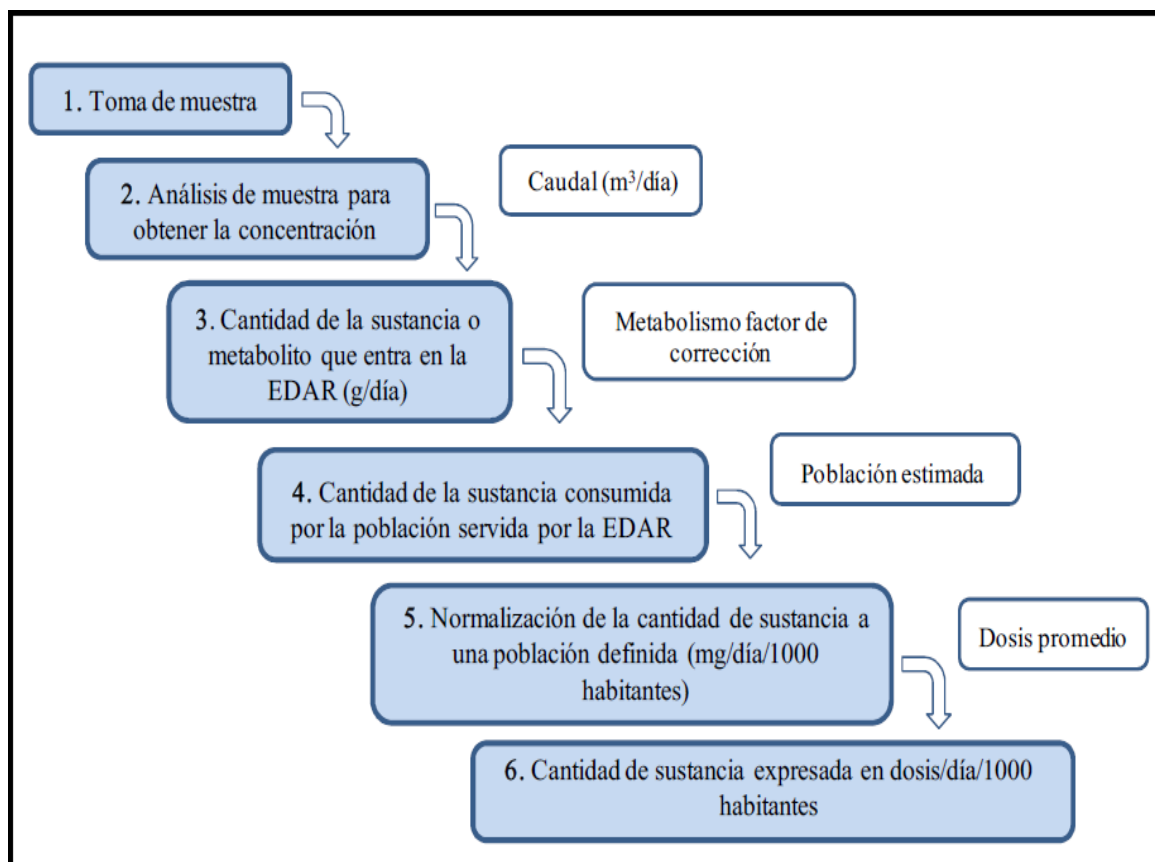 1. Toma de muestra
2. Análisis de muestra para
obtener la concentración
Caudal (m³/día)
3. Cantidad de la sustancia o
metabolito que entra en la
EDAR (g/día)
Metabolismo factor de
corrección
4. Cantidad de la sustancia consumida
por la población servida por la EDAR
Población estimada
5. Normalización de la cantidad de sustancia a
una población definida (mg/día/1000
habitantes)
Dosis promedio
6. Cantidad de sustancia expresada en dosis/día/1000
habitantes